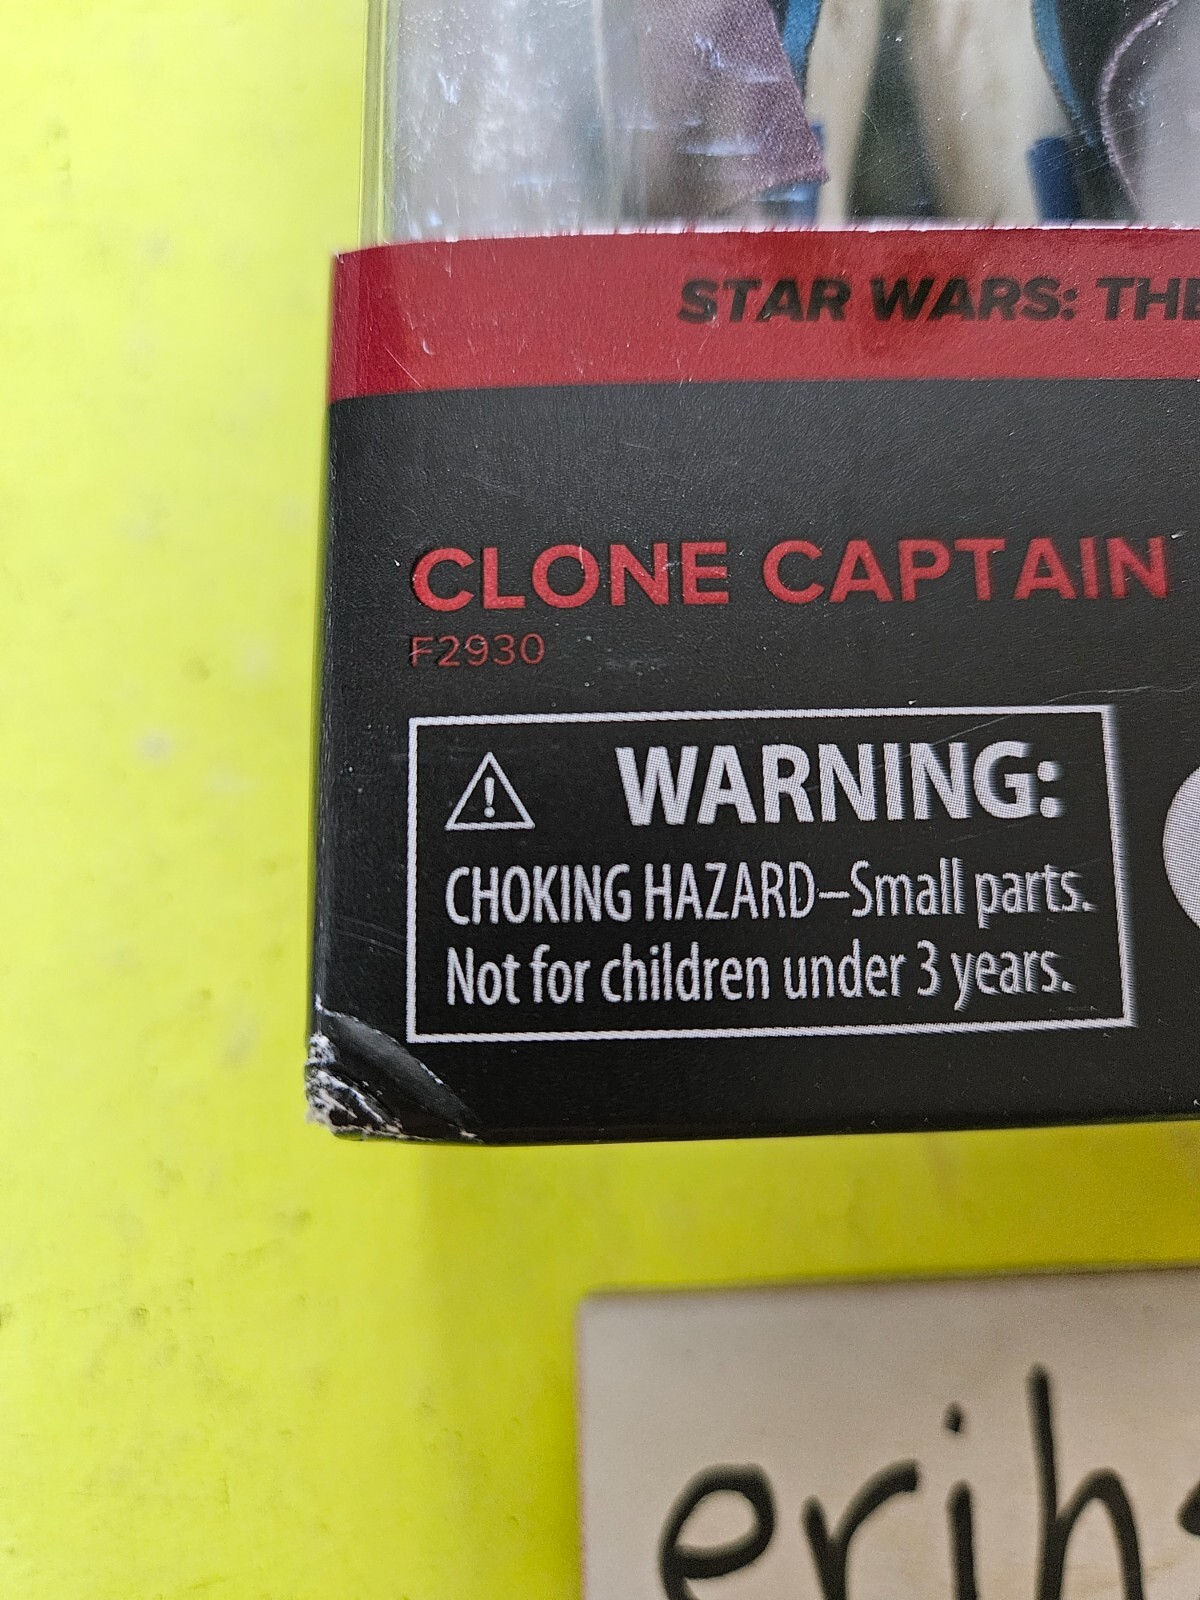 STAR WARS: THE
CLONE CAPTAIN
F2930
WARNING:
CHOKING HAZARD–Small parts.
Not for children under 3 years.
erih